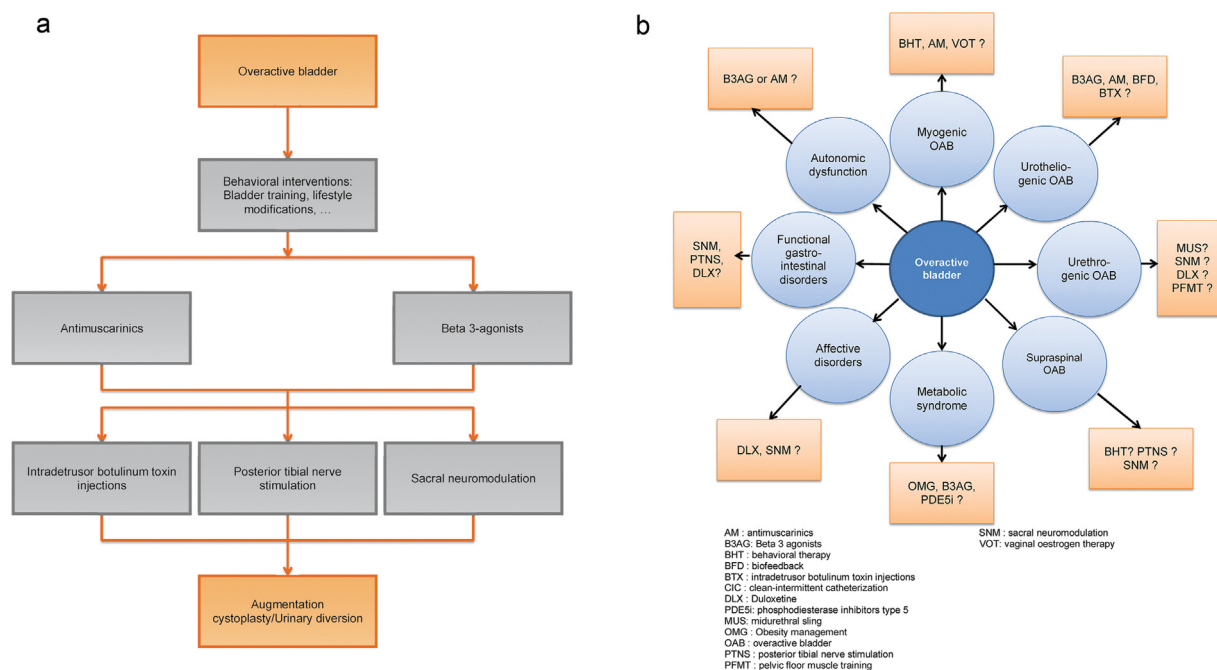 a
Overactive bladder
Behavioral interventions:
Bladder training, lifestyle
modifications, ...
Antimuscarinics
Beta 3-agonists
Intradetrusor botulinum toxin
injections
Posterior tibial nerve
stimulation
Sacral neuromodulation
Augmentation
cystoplasty/Urinary diversion
b
BHT, AM, VOT ?
B3AG or AM ?
B3AG, AM, BFD,
BTX ?
Myogenic
OAB
Autonomic
dysfunction
Urothelio-
genic OAB
SNM,
PTNS,
DLX?
Functional
gastro-
intestinal
disorders
Overactive
bladder
Urethro-
genic OAB
MUS?
SNM ?
DLX ?
PFMT ?
Affective
disorders
Metabolic
syndrome
Supraspinal
OAB
DLX, SNM ?
OMG, B3AG,
PDE5i ?
BHT? PTNS ?
SNM ?
AM : antimuscarinics
B3AG: Beta 3 agonists
BHT : behavioral therapy
BFD : biofeedback
BTX : intradetrusor botulinum toxin injections
CIC : clean-intermittent catheterization
DLX : Duloxetine
PDE5i: phosphodiesterase inhibitors type 5
MUS: midurethral sling
OMG : Obesity management
OAB : overactive bladder
PTNS : posterior tibial nerve stimulation
PFMT : pelvic floor muscle training
SNM : sacral neuromodulation
VOT: vaginal oestrogen therapy